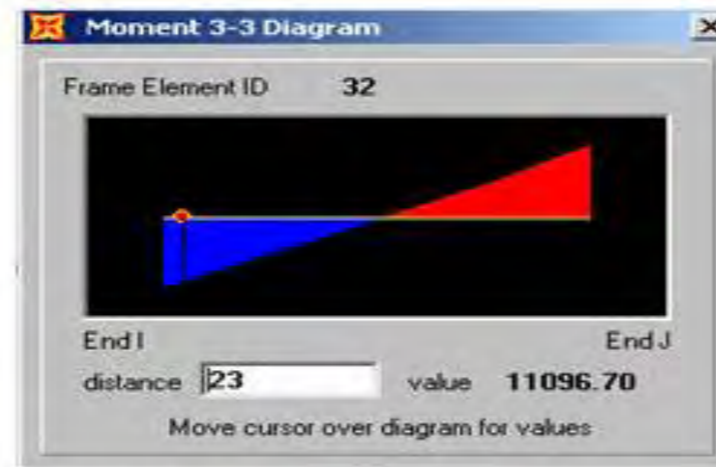 Moment 3-3 Diagram
Frame Element ID 32
End I End J
distance 23 value 11096.70
Move cursor over diagram for values